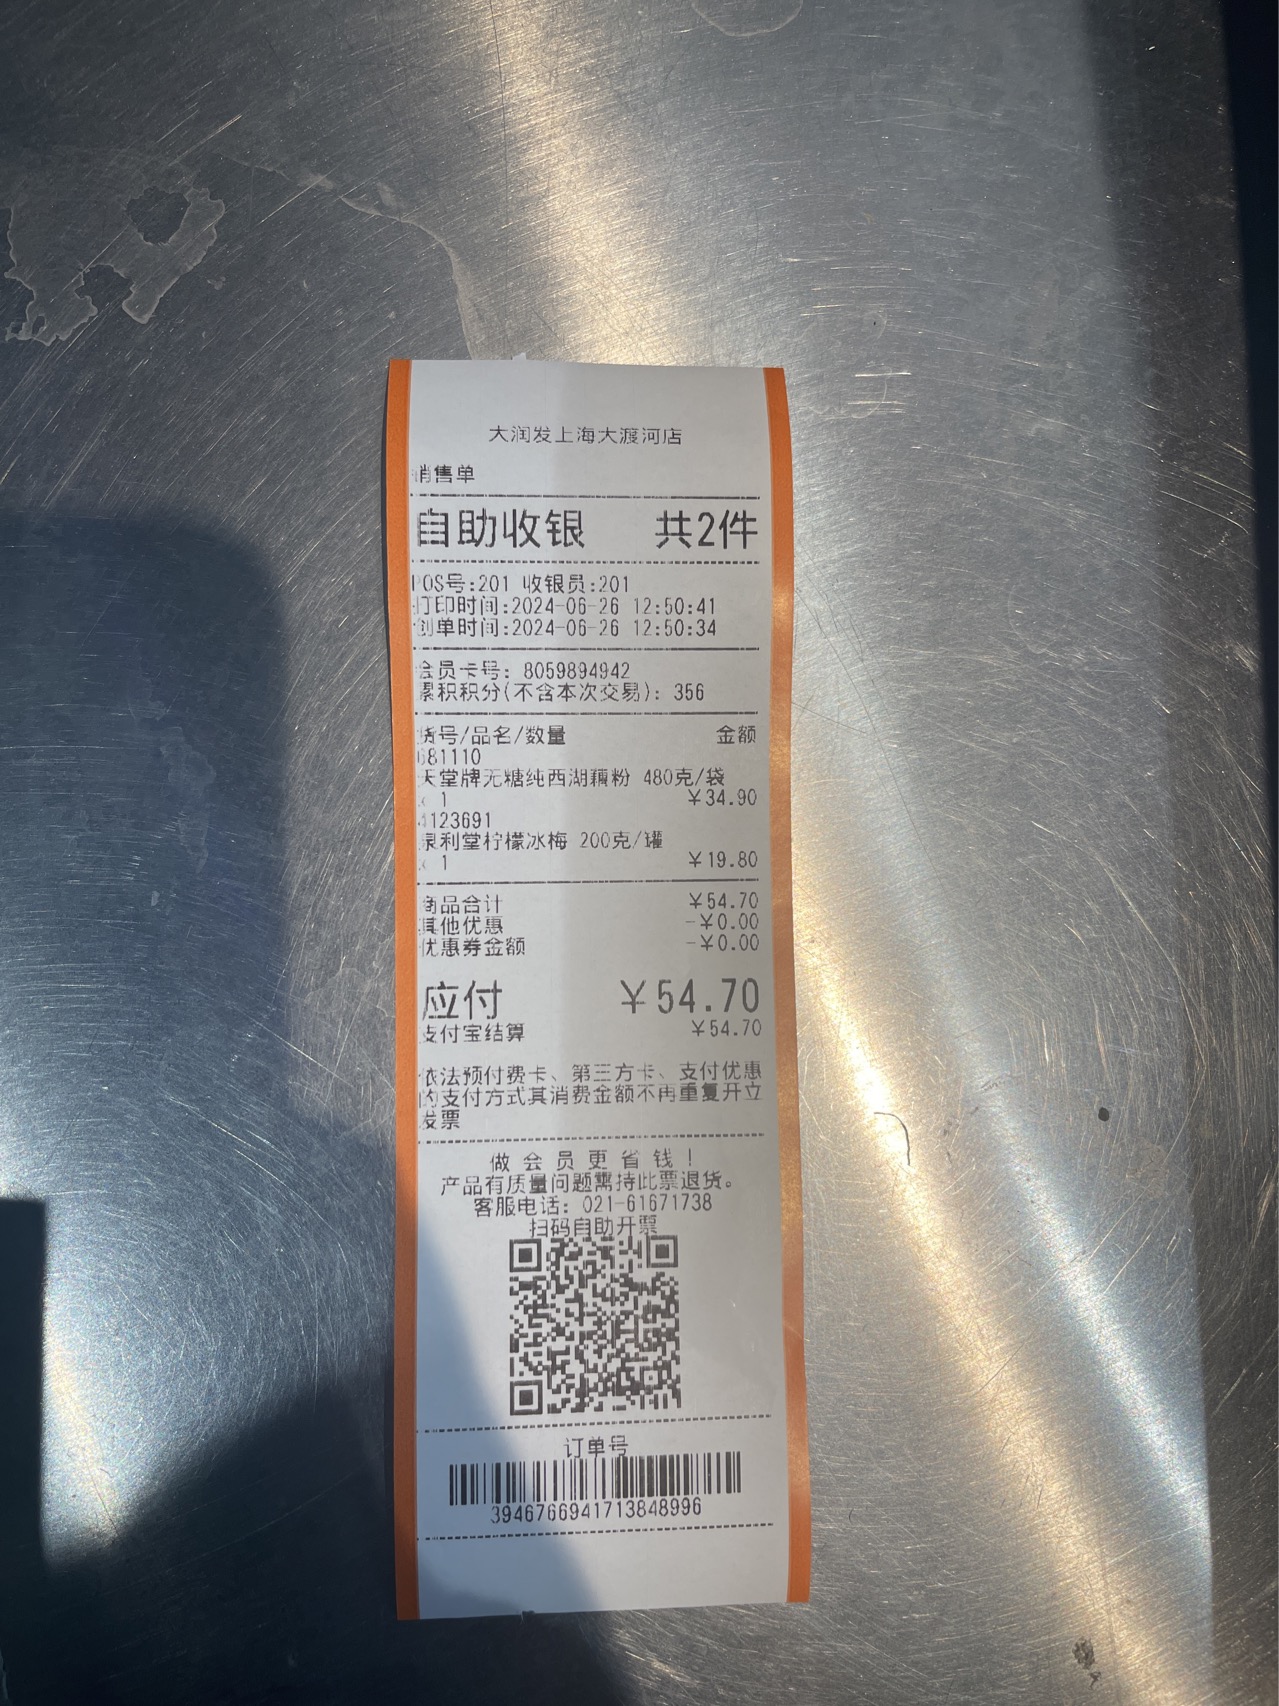 大润发上海大渡河店
销售单
自助收银 共2件
POS号:201 收银员:201
打印时间:2024-06-26 12:50:41
创单时间:2024-06-26 12:50:34
会员卡号: 8059894942
累积积分(不含本次交易): 356
货号/品名/数量 金额
681110
天堂牌无糖纯西湖藕粉 480克/袋
x 1 ¥34.90
4123691
泉利堂柠檬冰梅 200克/罐
x 1 ¥19.80
商品合计 ¥54.70
其他优惠 -¥0.00
优惠券金额 -¥0.00
应付 ¥54.70
支付宝结算 ¥54.70
依法预付费卡、第三方卡、支付优惠
的支付方式其消费金额不再重复开立
发票
做会员更省钱!
产品有质量问题需持此票退货。
客服电话: 021-61671738
扫码自助开票
订单号
3946766941713848996